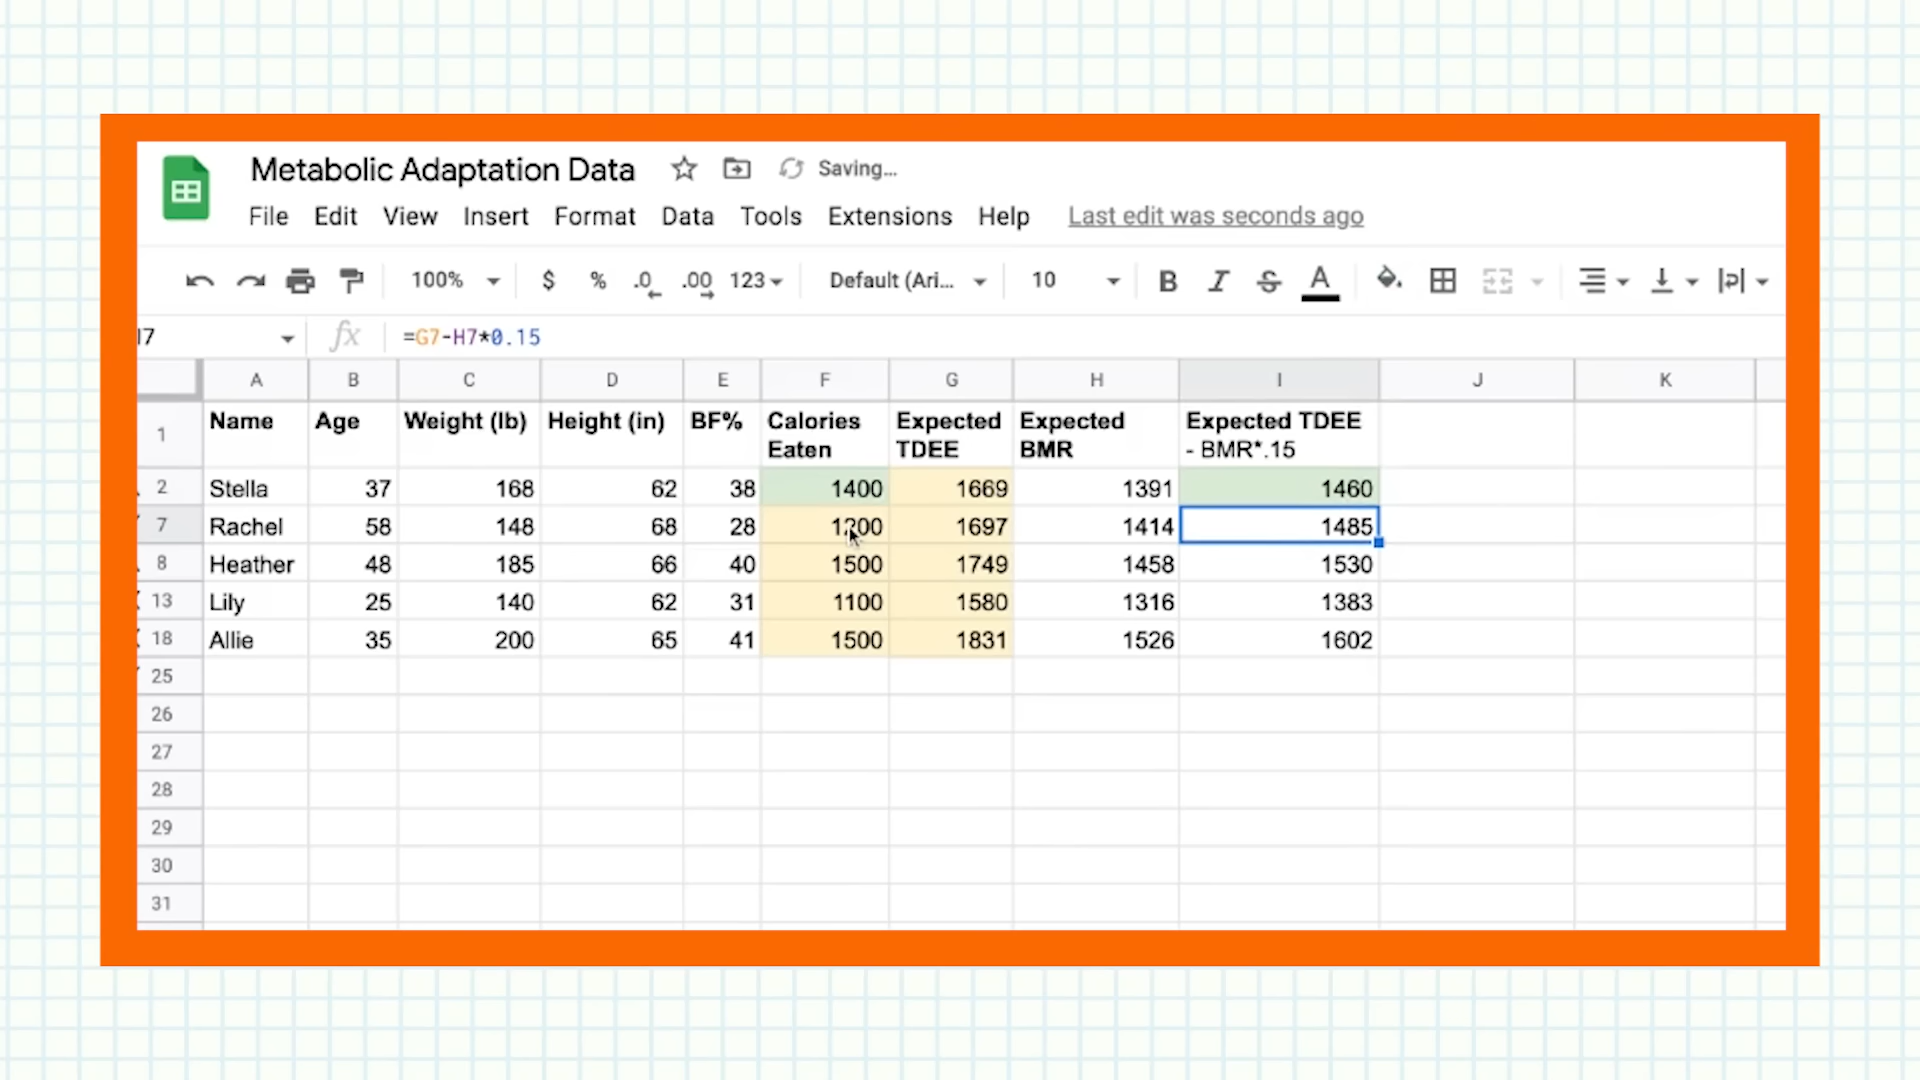 Metabolic Adaptation Data Saving...
File Edit View Insert Format Data Tools Extensions Help Last edit was seconds ago
100% $ % .0 .00 123 Default (Ari... 10 B I S A
I7 fx =G7-H7*0.15
A B C D E F G H I J K
1 Name Age Weight (lb) Height (in) BF% Calories Expected Expected Expected TDEE
Eaten TDEE BMR - BMR*.15
2 Stella 37 168 62 38 1400 1669 1391 1460
7 Rachel 58 148 68 28 1200 1697 1414 1485
8 Heather 48 185 66 40 1500 1749 1458 1530
13 Lily 25 140 62 31 1100 1580 1316 1383
18 Allie 35 200 65 41 1500 1831 1526 1602
25
26
27
28
29
30
31